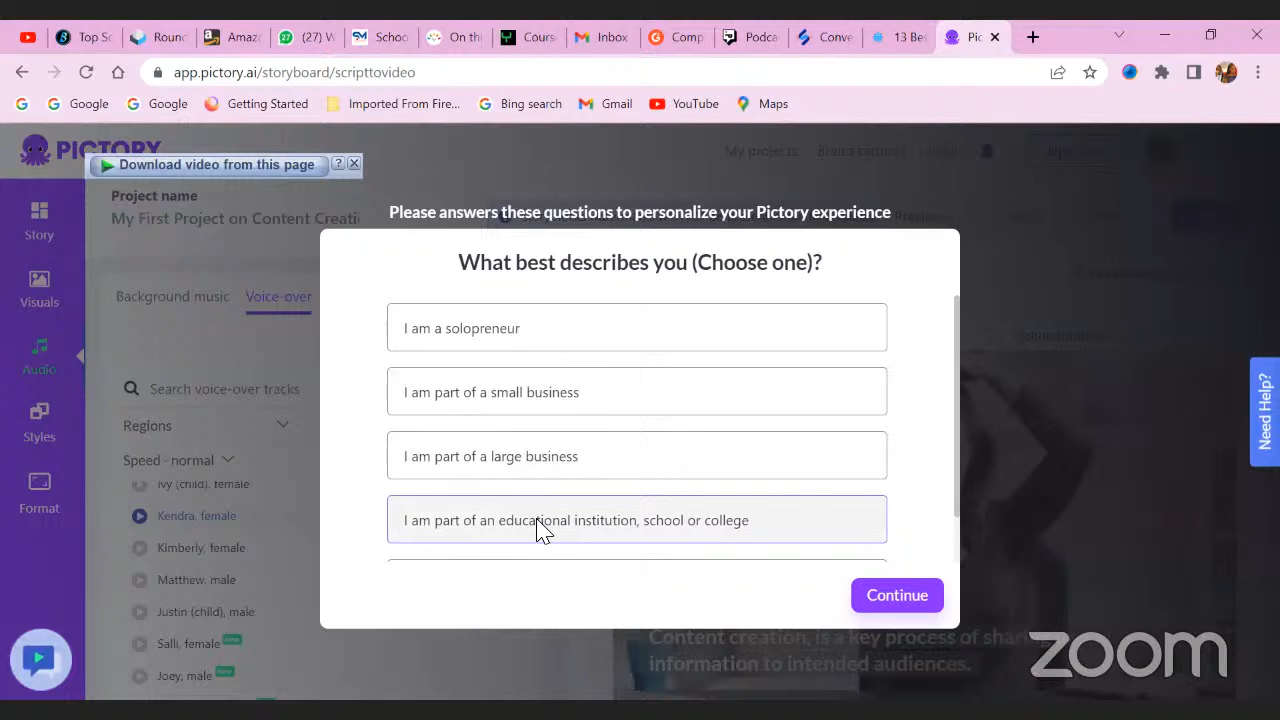 Top Sc
Roun
Amaz
(27) V
Schoo
On thi
Cours
Inbox
Comp
Podca
Conve
13 Be
Pic
app.pictory.ai/storyboard/scripttovideo
Google
Google
Getting Started
Imported From Fire...
Bing search
Gmail
YouTube
Maps
PICTORY
My projects
Download video from this page
?
Project name
My First Project on Content Creati
Please answers these questions to personalize your Pictory experience
What best describes you (Choose one)?
I am a solopreneur
I am part of a small business
I am part of a large business
I am part of an educational institution, school or college
Continue
Story
Visuals
Audio
Styles
Format
Background music
Voice-over
Search voice-over tracks
Regions
Speed - normal
Ivy (child), female
Kendra, female
Kimberly, female
Matthew, male
Justin (child), male
Salli, female
Joey, male
Need Help?
Content creation, is a key process of shar
information to intended audiences.
zoom